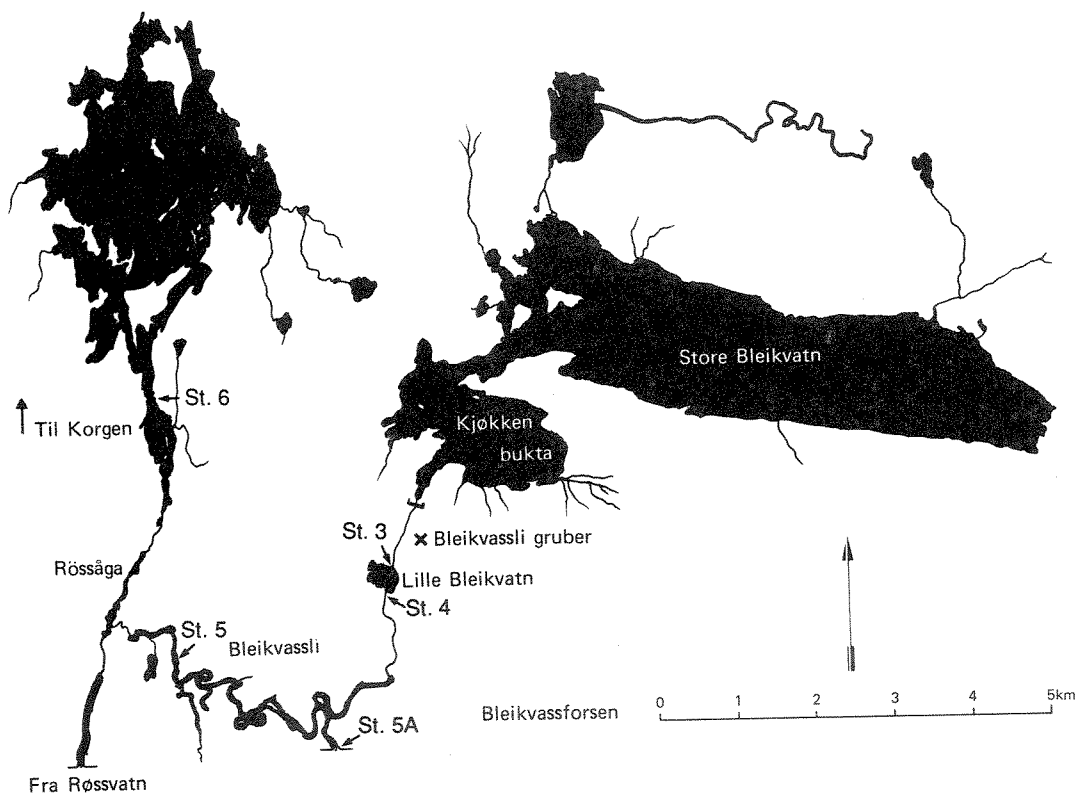 Store Bleikvatn
St. 6
Til Korgen
Kjøkken
bukta
St. 3
Bleikvassli gruber
Rössåga
Lille Bleikvatn
St. 4
St. 5
Bleikvassli
Bleikvassforsen
0 1 2 3 4 5km
St. 5A
Fra Røssvatn